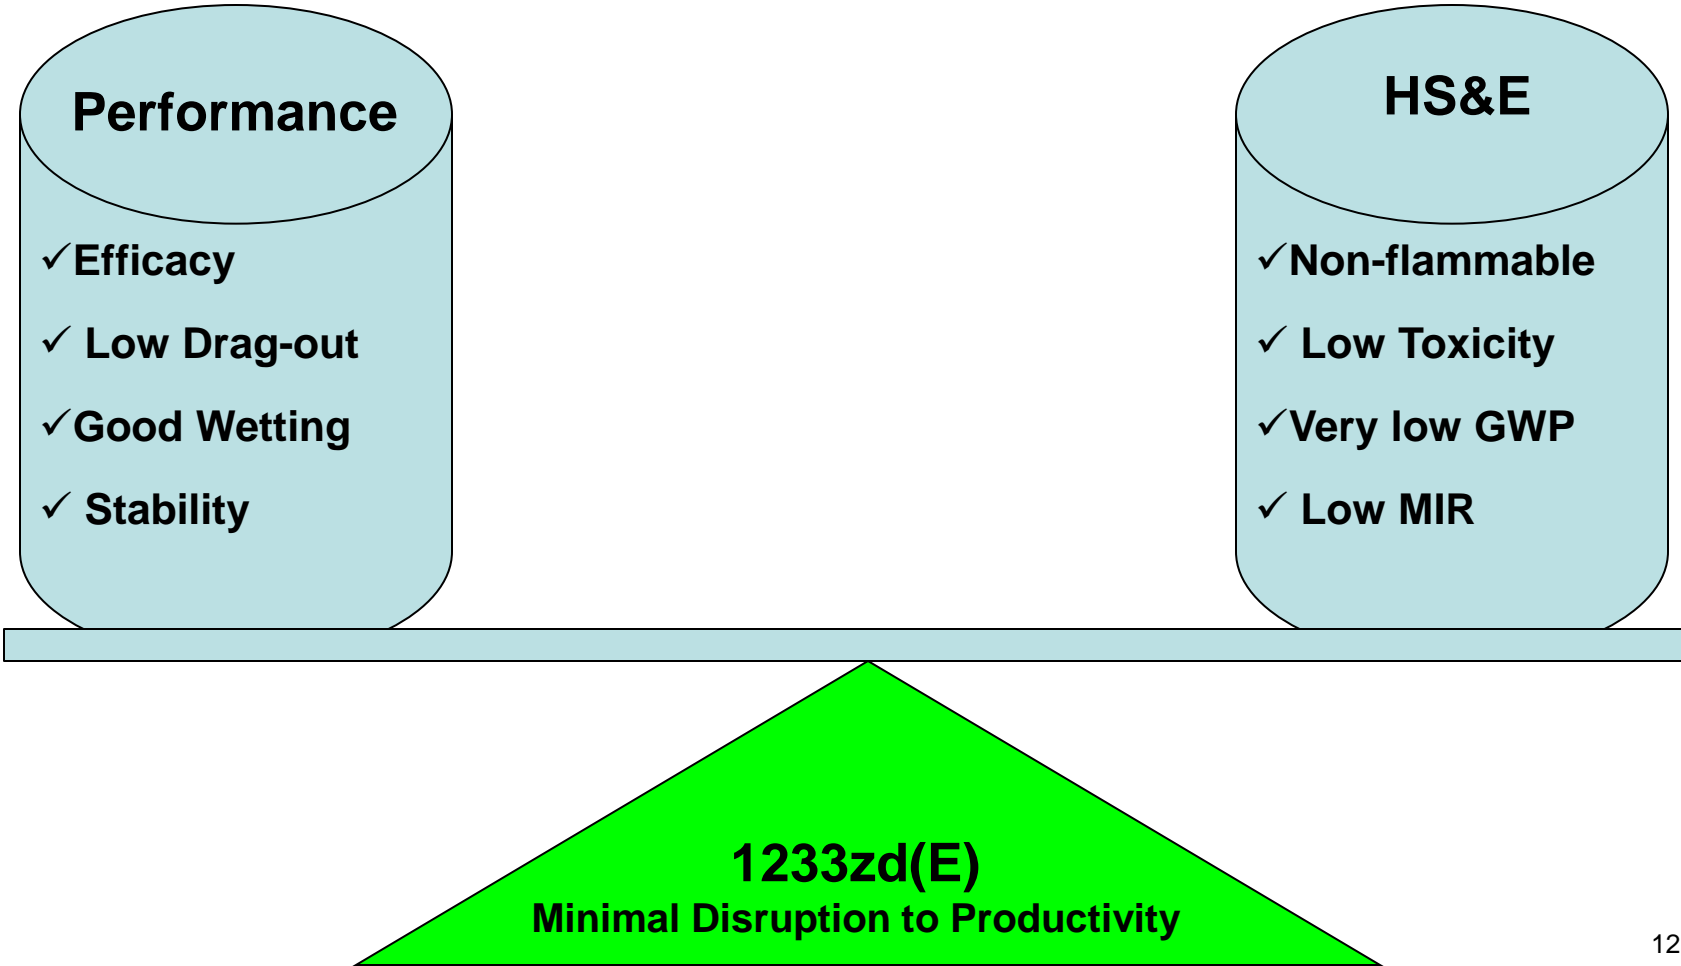 Performance
✓Efficacy
✓ Low Drag-out
✓Good Wetting
✓ Stability
HS&E
✓Non-flammable
✓ Low Toxicity
✓Very low GWP
✓ Low MIR
1233zd(E)
Minimal Disruption to Productivity
12